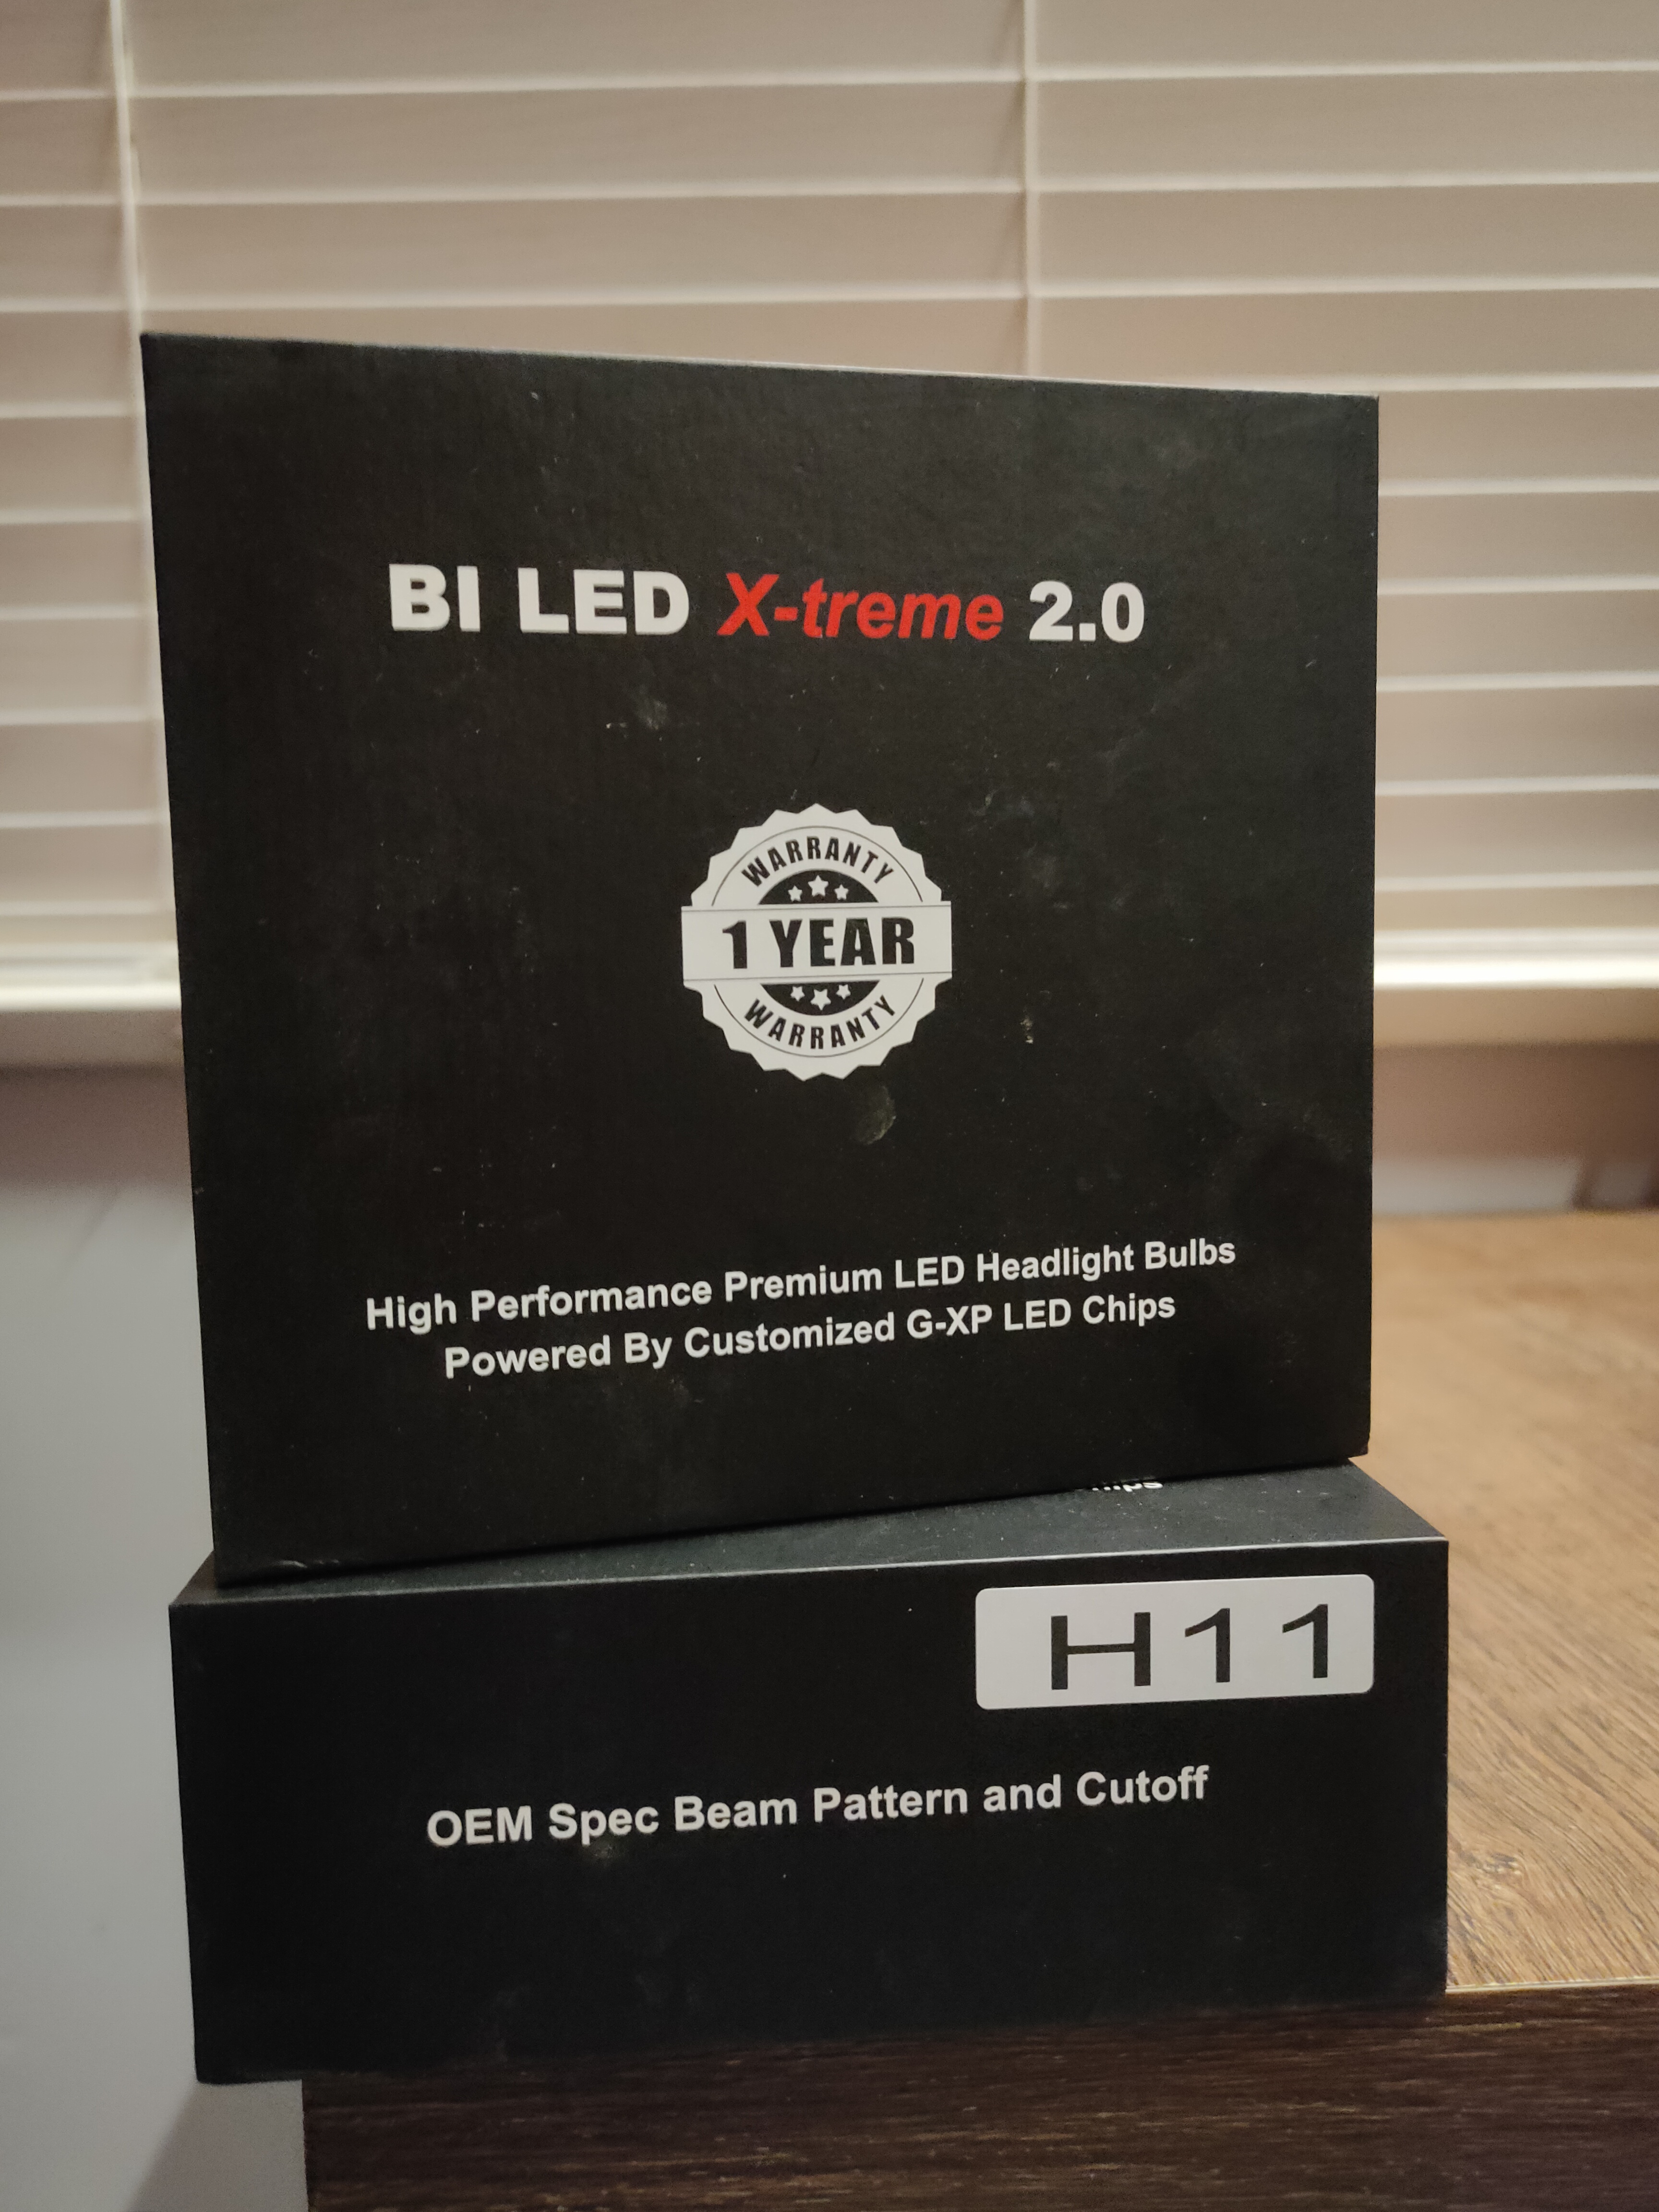 BI LED X-treme 2.0
WARRANTY
1 YEAR
WARRANTY
High Performance Premium LED Headlight Bulbs
Powered By Customized G-XP LED Chips
H11
OEM Spec Beam Pattern and Cutoff